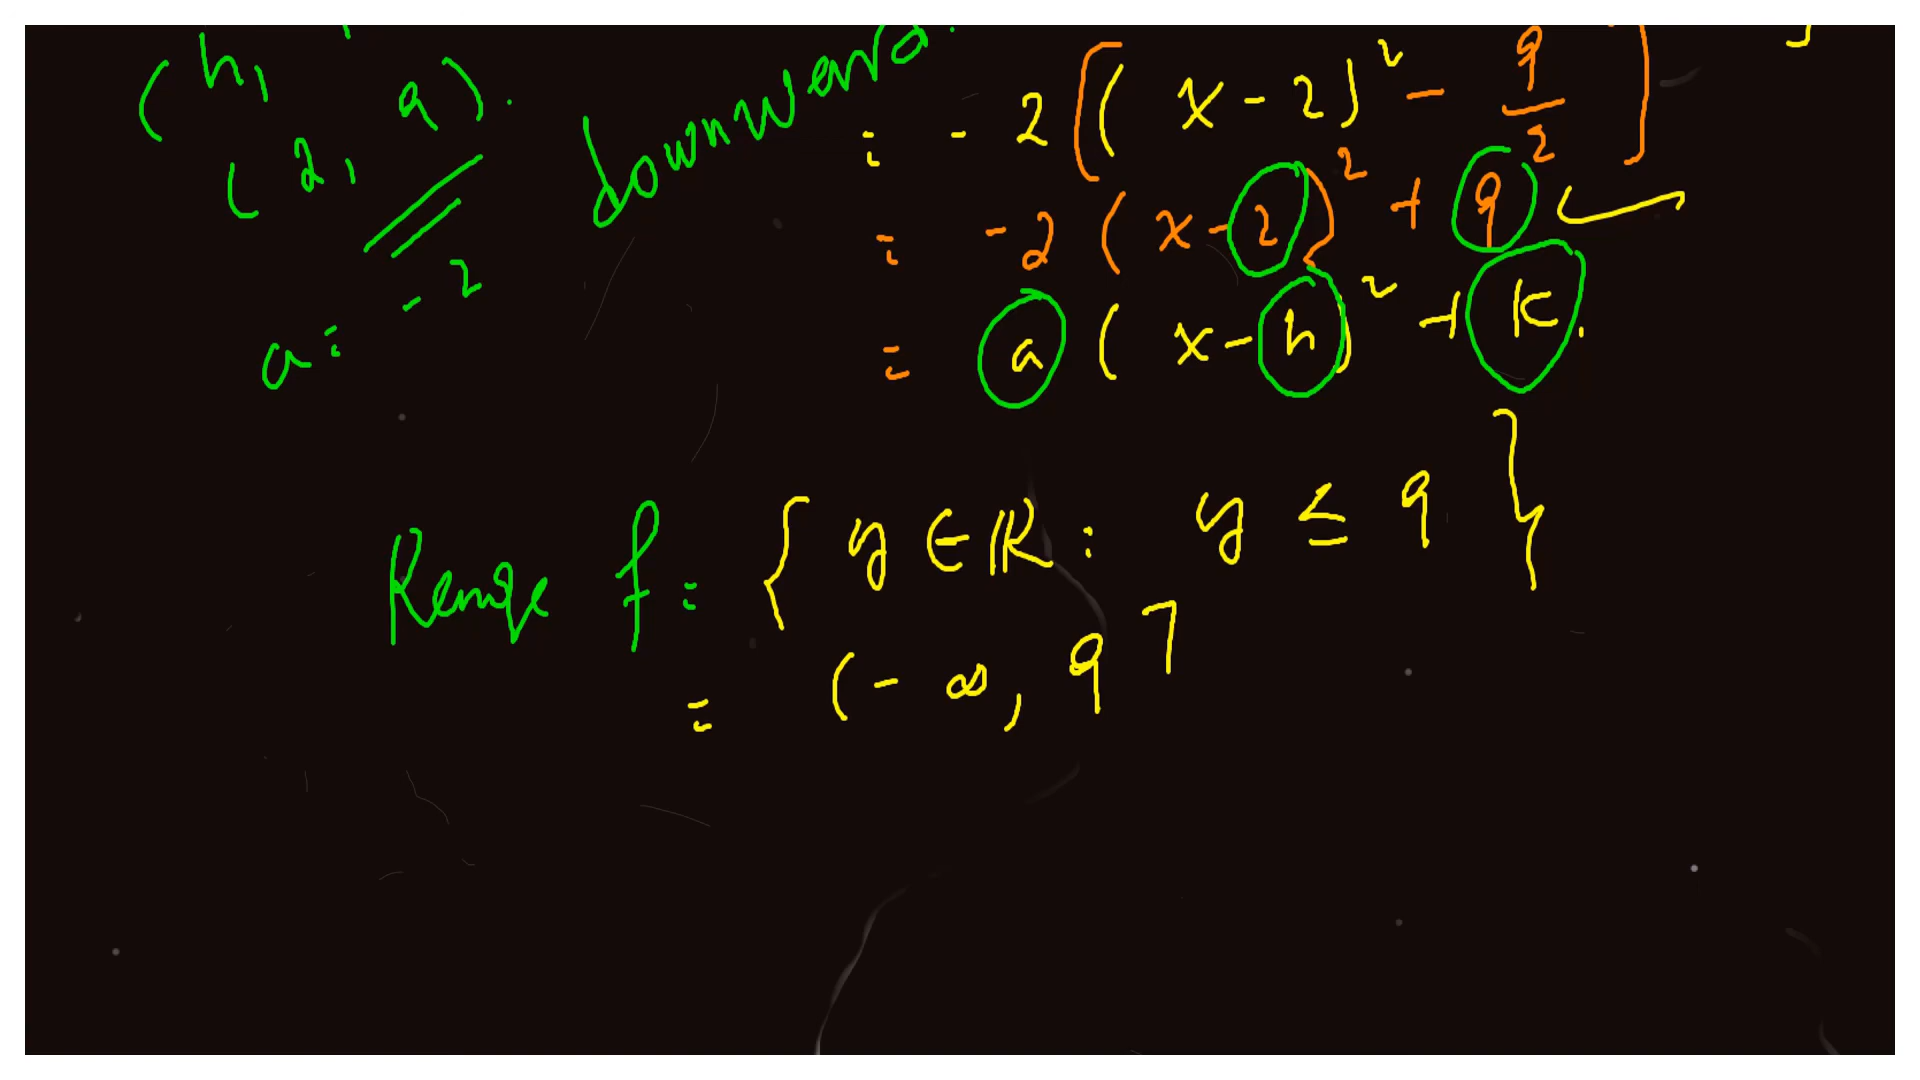 (h,
(2, 9).
downward.
= -2[(x-2)² - 9/2]
= -2(x-2)² + 9
= a(x-h)² + k.
a = -2
Range f = {y ∈ ℝ : y ≤ 9}
= (-∞, 9]